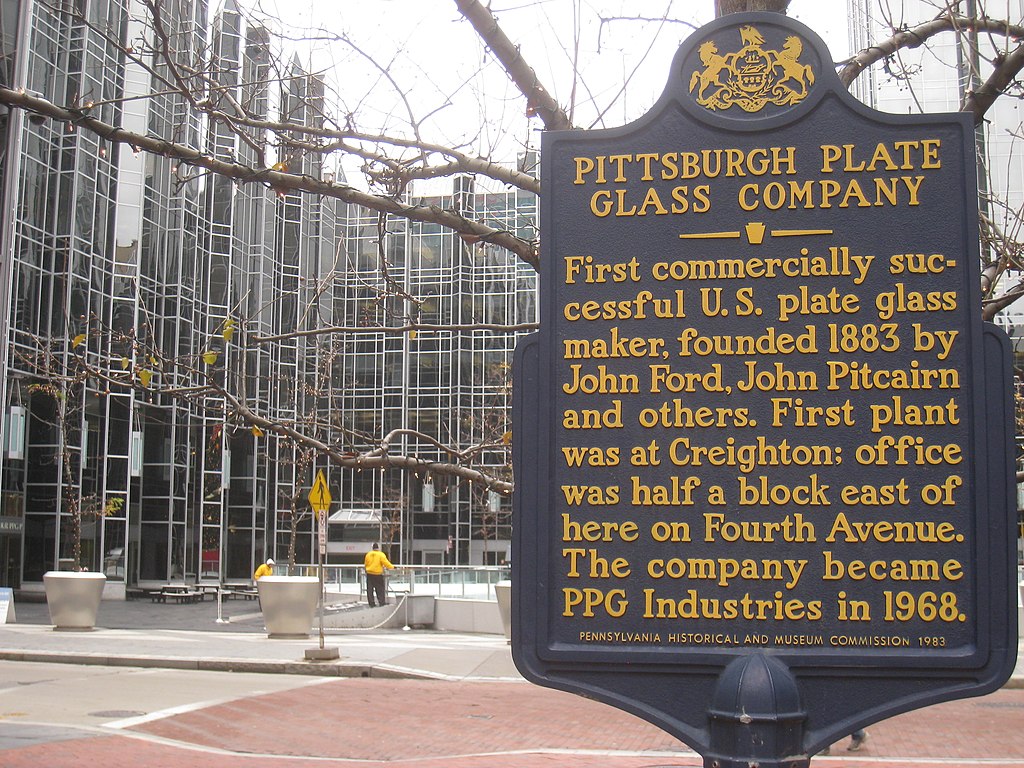 PITTSBURGH PLATE
GLASS COMPANY
First commercially suc-
cessful U.S. plate glass
maker, founded 1883 by
John Ford, John Pitcairn
and others. First plant
was at Creighton; office
was half a block east of
here on Fourth Avenue.
The company became
PPG Industries in 1968.
PENNSYLVANIA HISTORICAL AND MUSEUM COMMISSION 1983